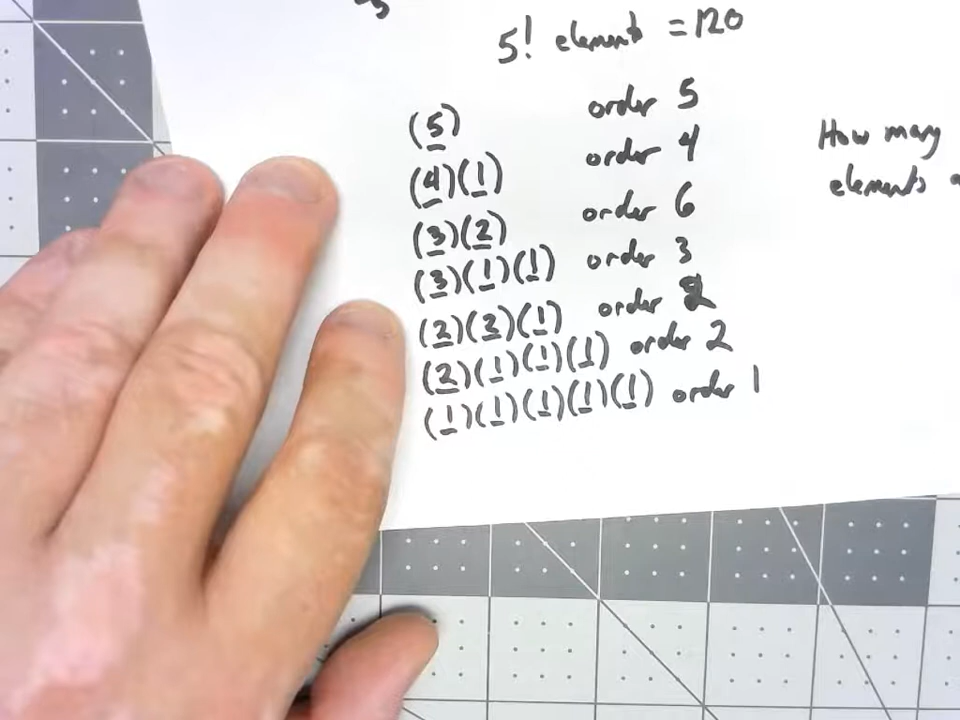 5! elements = 120
(5) order 5
(4)(1) order 4
(3)(2) order 6
(3)(1)(1) order 3
(2)(2)(1) order 2
(2)(1)(1)(1) order 2
(1)(1)(1)(1)(1) order 1
How many
elements